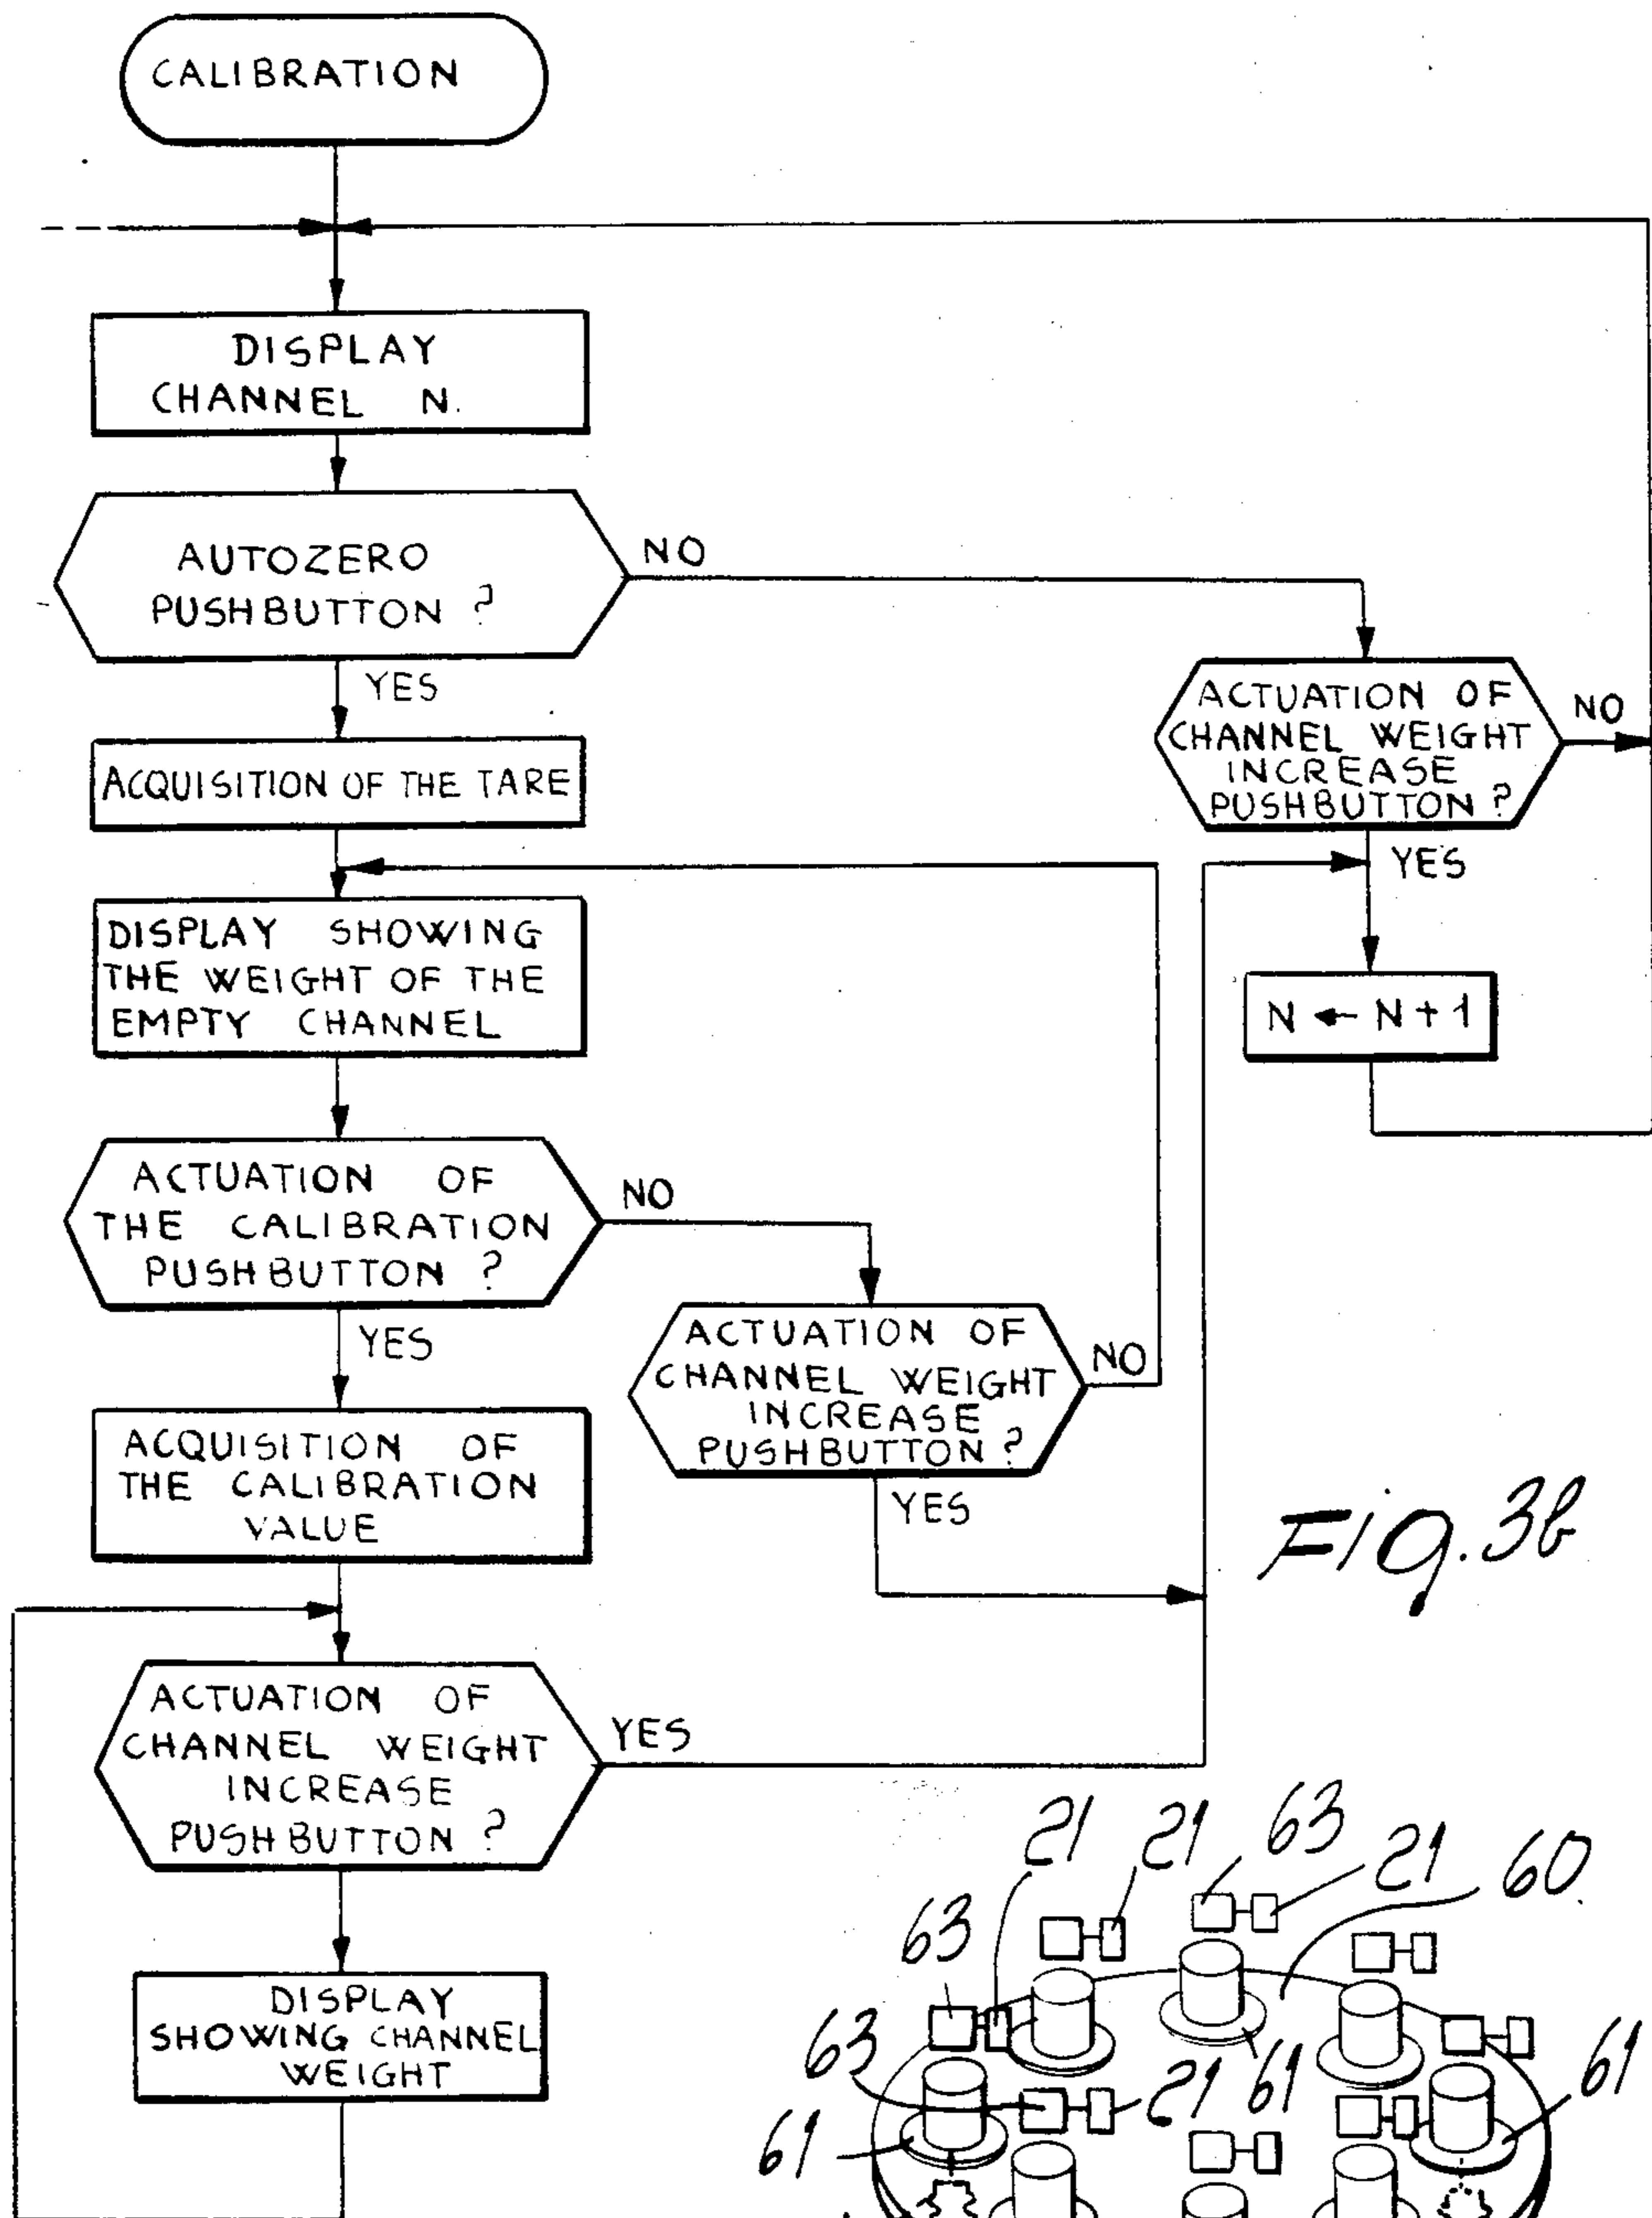 CALIBRATION
DISPLAY
CHANNEL N.
AUTOZERO
PUSHBUTTON ?
NO
YES
ACTUATION OF
CHANNEL WEIGHT
INCREASE
PUSHBUTTON ?
NO
YES
N ← N+1
ACQUISITION OF THE TARE
DISPLAY SHOWING
THE WEIGHT OF THE
EMPTY CHANNEL
ACTUATION OF
THE CALIBRATION
PUSHBUTTON ?
NO
YES
ACTUATION OF
CHANNEL WEIGHT
INCREASE
PUSHBUTTON ?
NO
YES
ACQUISITION OF
THE CALIBRATION
VALUE
FIG. 3b
ACTUATION OF
CHANNEL WEIGHT
INCREASE
PUSHBUTTON ?
YES
DISPLAY
SHOWING CHANNEL
WEIGHT
21 21 63 21 60
63
63 21 61 61
61